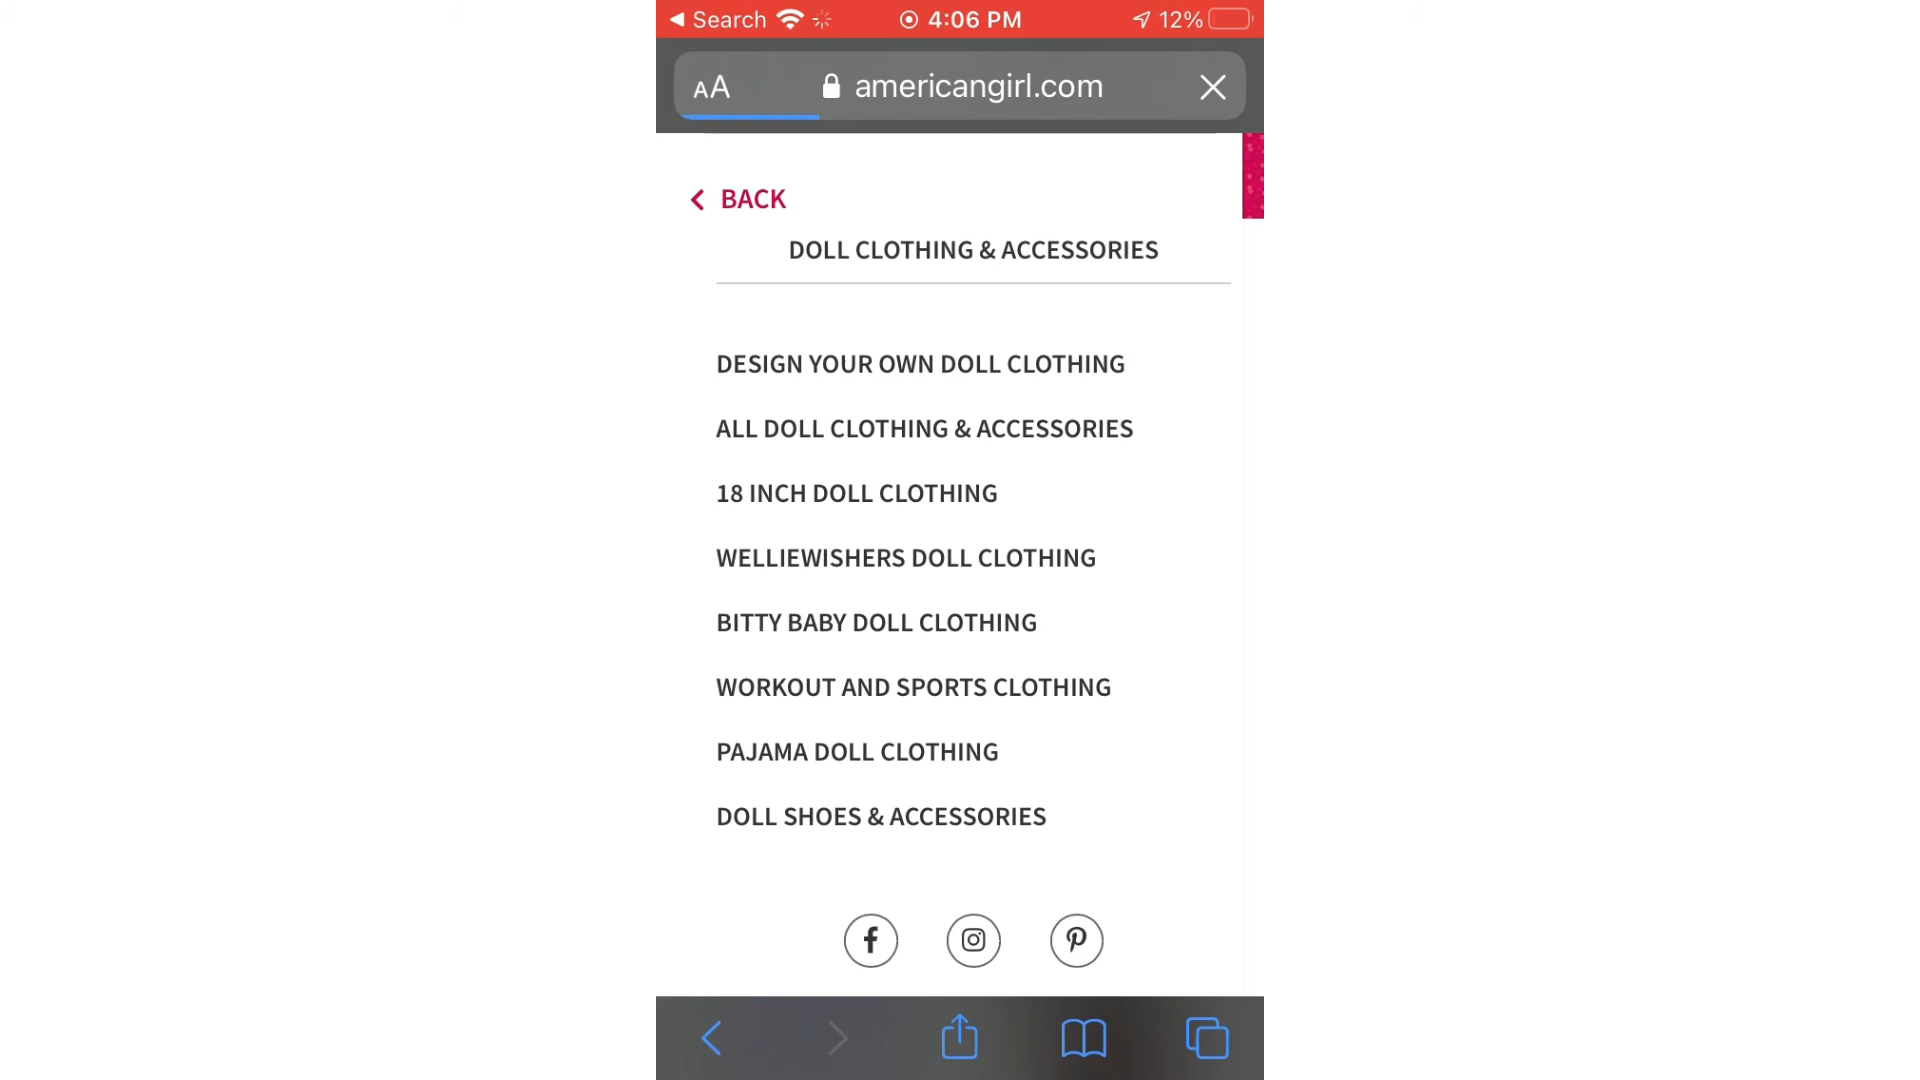 Search 4:06 PM 12%
AA americangirl.com
BACK
DOLL CLOTHING & ACCESSORIES
DESIGN YOUR OWN DOLL CLOTHING
ALL DOLL CLOTHING & ACCESSORIES
18 INCH DOLL CLOTHING
WELLIEWISHERS DOLL CLOTHING
BITTY BABY DOLL CLOTHING
WORKOUT AND SPORTS CLOTHING
PAJAMA DOLL CLOTHING
DOLL SHOES & ACCESSORIES